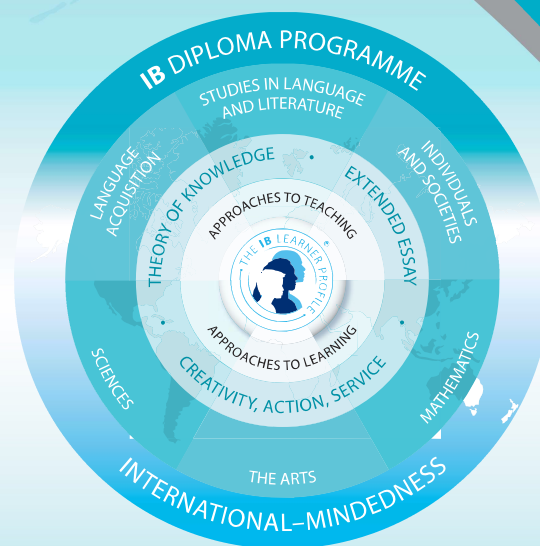 IB DIPLOMA PROGRAMME
STUDIES IN LANGUAGE
AND LITERATURE
LANGUAGE
ACQUISITION
INDIVIDUALS
AND SOCIETIES
THEORY OF KNOWLEDGE
EXTENDED ESSAY
APPROACHES TO TEACHING
THE IB LEARNER PROFILE
APPROACHES TO LEARNING
CREATIVITY, ACTION, SERVICE
SCIENCES
MATHEMATICS
THE ARTS
INTERNATIONAL–MINDEDNESS